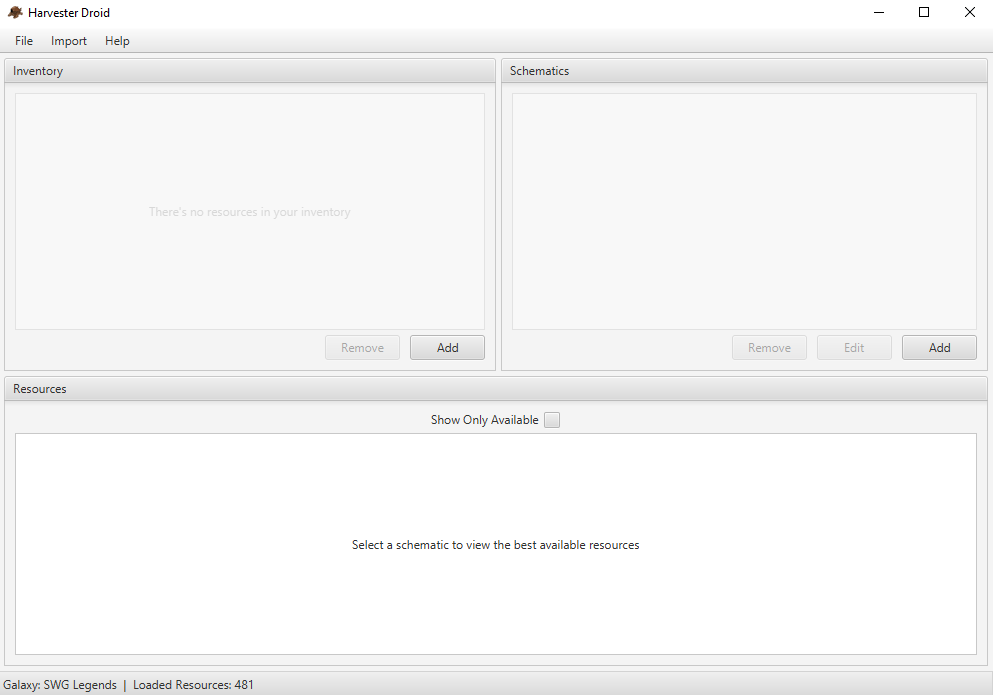 Harvester Droid
File Import Help
Inventory
There's no resources in your inventory
Remove Add
Schematics
Remove Edit Add
Resources
Show Only Available
Select a schematic to view the best available resources
Galaxy: SWG Legends | Loaded Resources: 481